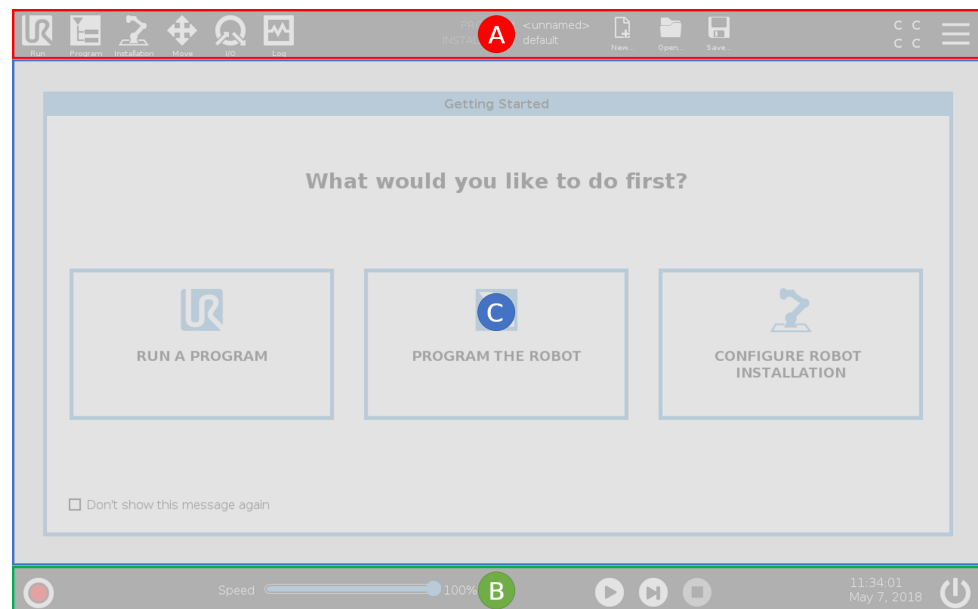 <unnamed>
A
default
C C
C C
Run
Program
Installation
Move
I/O
Log
New...
Open...
Save...
Getting Started
What would you like to do first?
C
RUN A PROGRAM
PROGRAM THE ROBOT
CONFIGURE ROBOT
INSTALLATION
Don't show this message again
Speed
100%
B
11:34:01
May 7, 2018